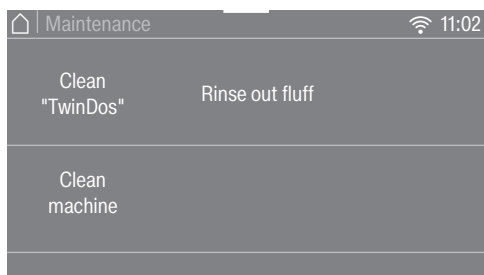 Maintenance 11:02
Clean
"TwinDos"
Rinse out fluff
Clean
machine